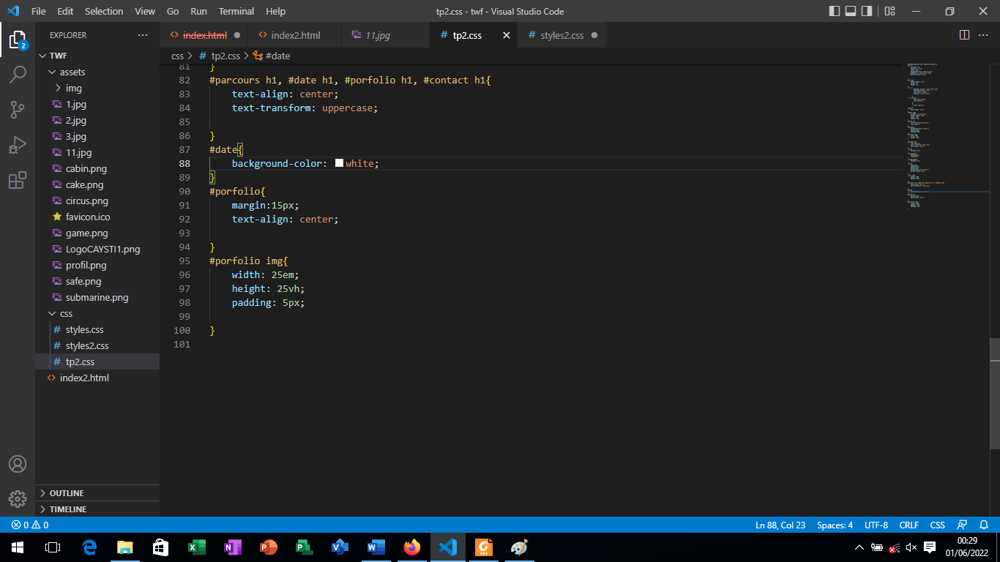 File Edit Selection View Go Run Terminal Help
tp2.css - twf - Visual Studio Code
EXPLORER
index.html
index2.html
11.jpg
# tp2.css
# styles2.css
css > # tp2.css > #date
2
TWF
assets
img
1.jpg
2.jpg
3.jpg
11.jpg
cabin.png
cake.png
circus.png
favicon.ico
game.png
LogoCAYSTI1.png
profil.png
safe.png
submarine.png
css
# styles.css
# styles2.css
# tp2.css
index2.html
OUTLINE
TIMELINE
81 }
82 #parcours h1, #date h1, #porfolio h1, #contact h1{
83 text-align: center;
84 text-transform: uppercase;
85
86 }
87 #date{
88 background-color: white;
89 }
90 #porfolio{
91 margin:15px;
92 text-align: center;
93
94 }
95 #porfolio img{
96 width: 25em;
97 height: 25vh;
98 padding: 5px;
99
100 }
101
0 0
Ln 88, Col 23 Spaces: 4 UTF-8 CRLF CSS
00:29
01/06/2022